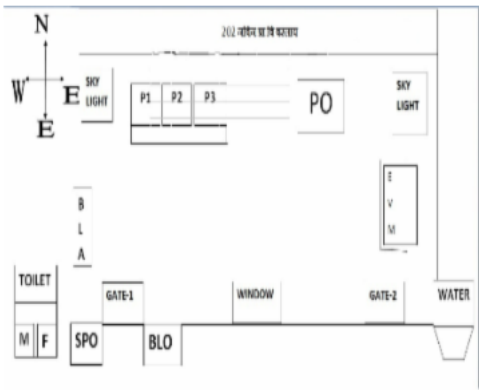 N
202
W E
E
SKY
LIGHT
P1 P2 P3
PO
SKY
LIGHT
B
L
A
E
V
M
TOILET
M F
GATE-1
WINDOW
GATE-2
WATER
SPO
BLO